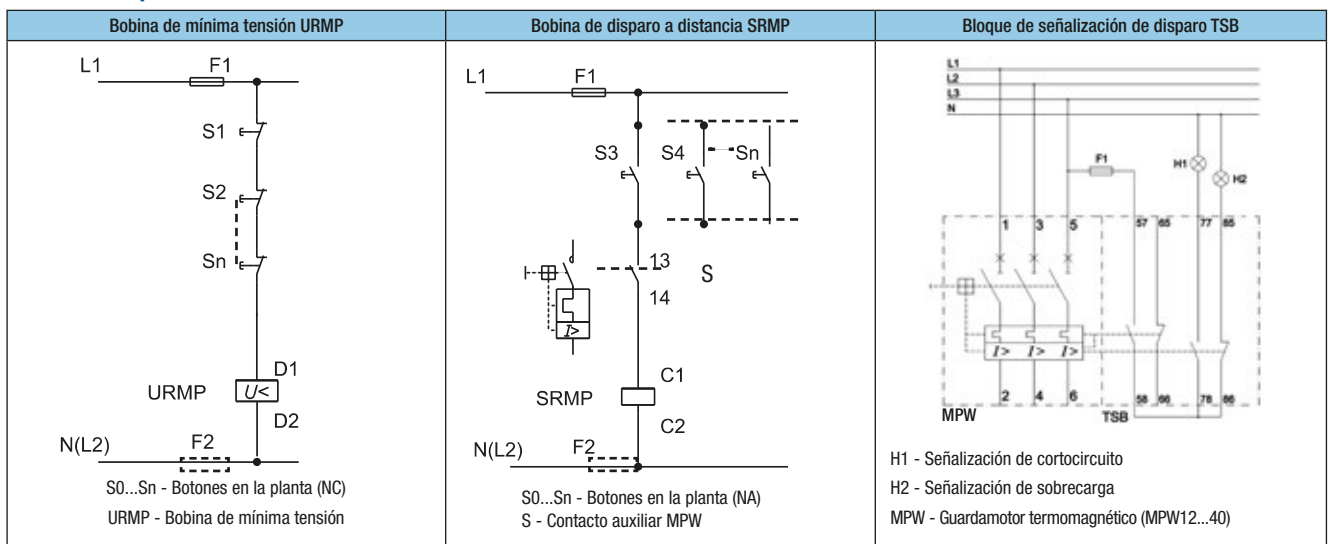 Bobina de mínima tensión URMP
L1
F1
S1
S2
Sn
D1
URMP
U<
D2
N(L2)
F2
S0...Sn - Botones en la planta (NC)
URMP - Bobina de mínima tensión
Bobina de disparo a distancia SRMP
L1
F1
S3
S4
Sn
13
S
14
I>
C1
SRMP
C2
N(L2)
F2
S0...Sn - Botones en la planta (NA)
S - Contacto auxiliar MPW
Bloque de señalización de disparo TSB
L1
L2
L3
N
F1
H1
H2
1 3 5 57 65 77 85
I> I> I>
2 4 6 58 66 78 86
MPW
TSB
H1 - Señalización de cortocircuito
H2 - Señalización de sobrecarga
MPW - Guardamotor termomagnético (MPW12...40)